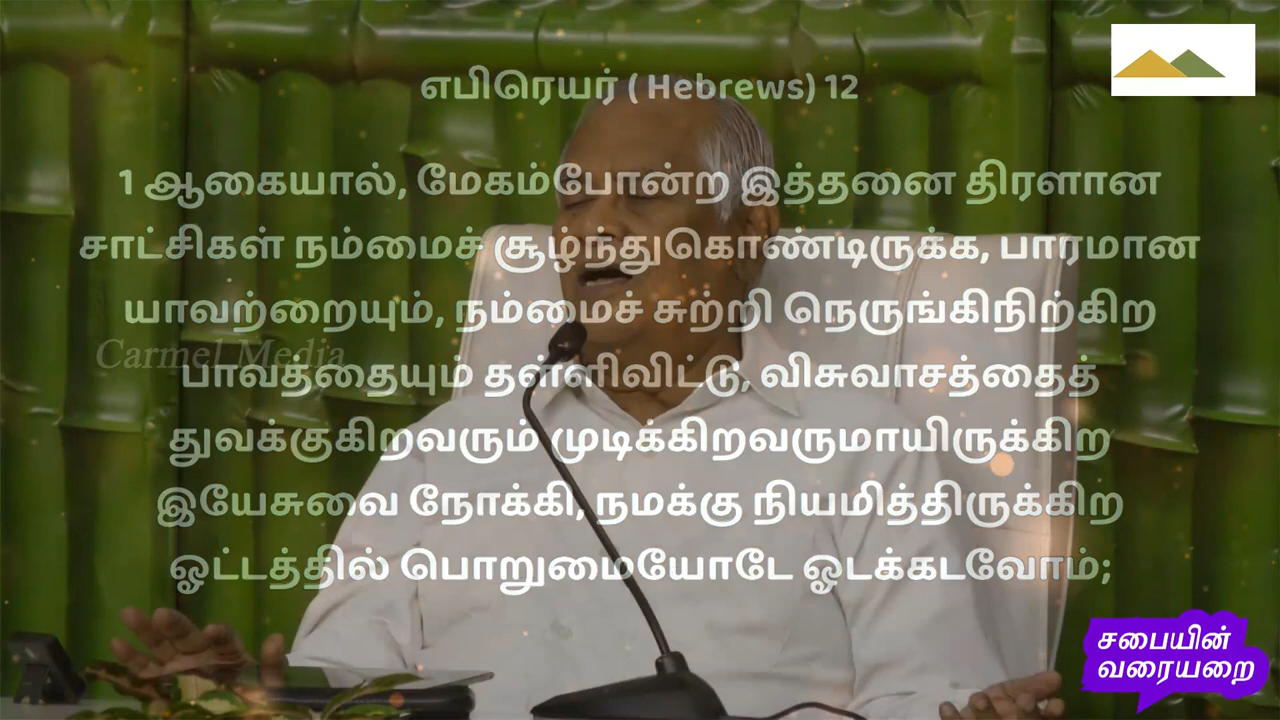 எபிரெயர் ( Hebrews) 12
1 ஆகையால், மேகம்போன்ற இத்தனை திரளான
சாட்சிகள் நம்மைச் சூழ்ந்துகொண்டிருக்க, பாரமான
யாவற்றையும், நம்மைச் சுற்றி நெருங்கிநிற்கிற
Carmel Media
பாவத்தையும் தள்ளிவிட்டு, விசுவாசத்தைத்
துவக்குகிறவரும் முடிக்கிறவருமாயிருக்கிற
இயேசுவை நோக்கி, நமக்கு நியமித்திருக்கிற
ஓட்டத்தில் பொறுமையோடே ஓடக்கடவோம்;
சபையின்
வரையறை